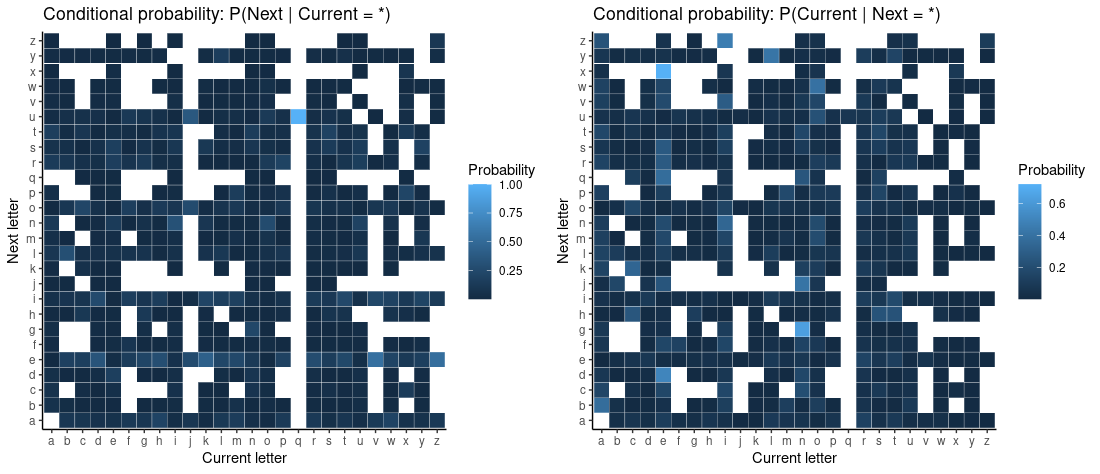 Conditional probability: P(Next | Current = *)
z
y
x
w
v
u
t
s
r
q
p
o
n
m
l
k
j
i
h
g
f
e
d
c
b
a
Next letter
a b c d e f g h i j k l m n o p q r s t u v w x y z
Current letter
Probability
1.00
0.75
0.50
0.25
Conditional probability: P(Current | Next = *)
z
y
x
w
v
u
t
s
r
q
p
o
n
m
l
k
j
i
h
g
f
e
d
c
b
a
Next letter
a b c d e f g h i j k l m n o p q r s t u v w x y z
Current letter
Probability
0.6
0.4
0.2